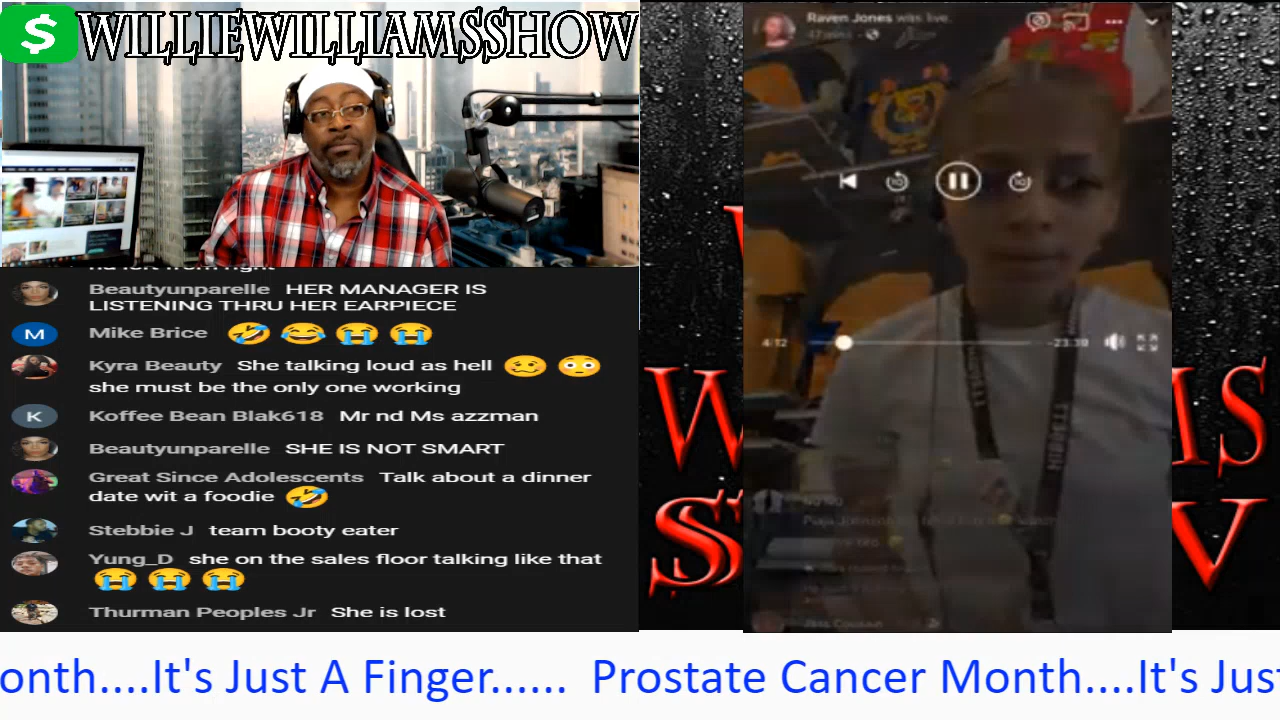 $WILLIEWILLIAMSSHOW
Beautyunparelle HER MANAGER IS
LISTENING THRU HER EARPIECE
Mike Brice 🤣 😂 😭 😭
M
Kyra Beauty She talking loud as hell 🥴 😳
she must be the only one working
Koffee Bean Blak618 Mr nd Ms azzman
K
Beautyunparelle SHE IS NOT SMART
Great Since Adolescents Talk about a dinner
date wit a foodie 🤣
Stebbie J team booty eater
Yung_D she on the sales floor talking like that
😭 😭 😭
Thurman Peoples Jr She is lost
Raven Jones was live.
10
10
4:12
-23:39
onth....It's Just A Finger...... Prostate Cancer Month....It's Jus